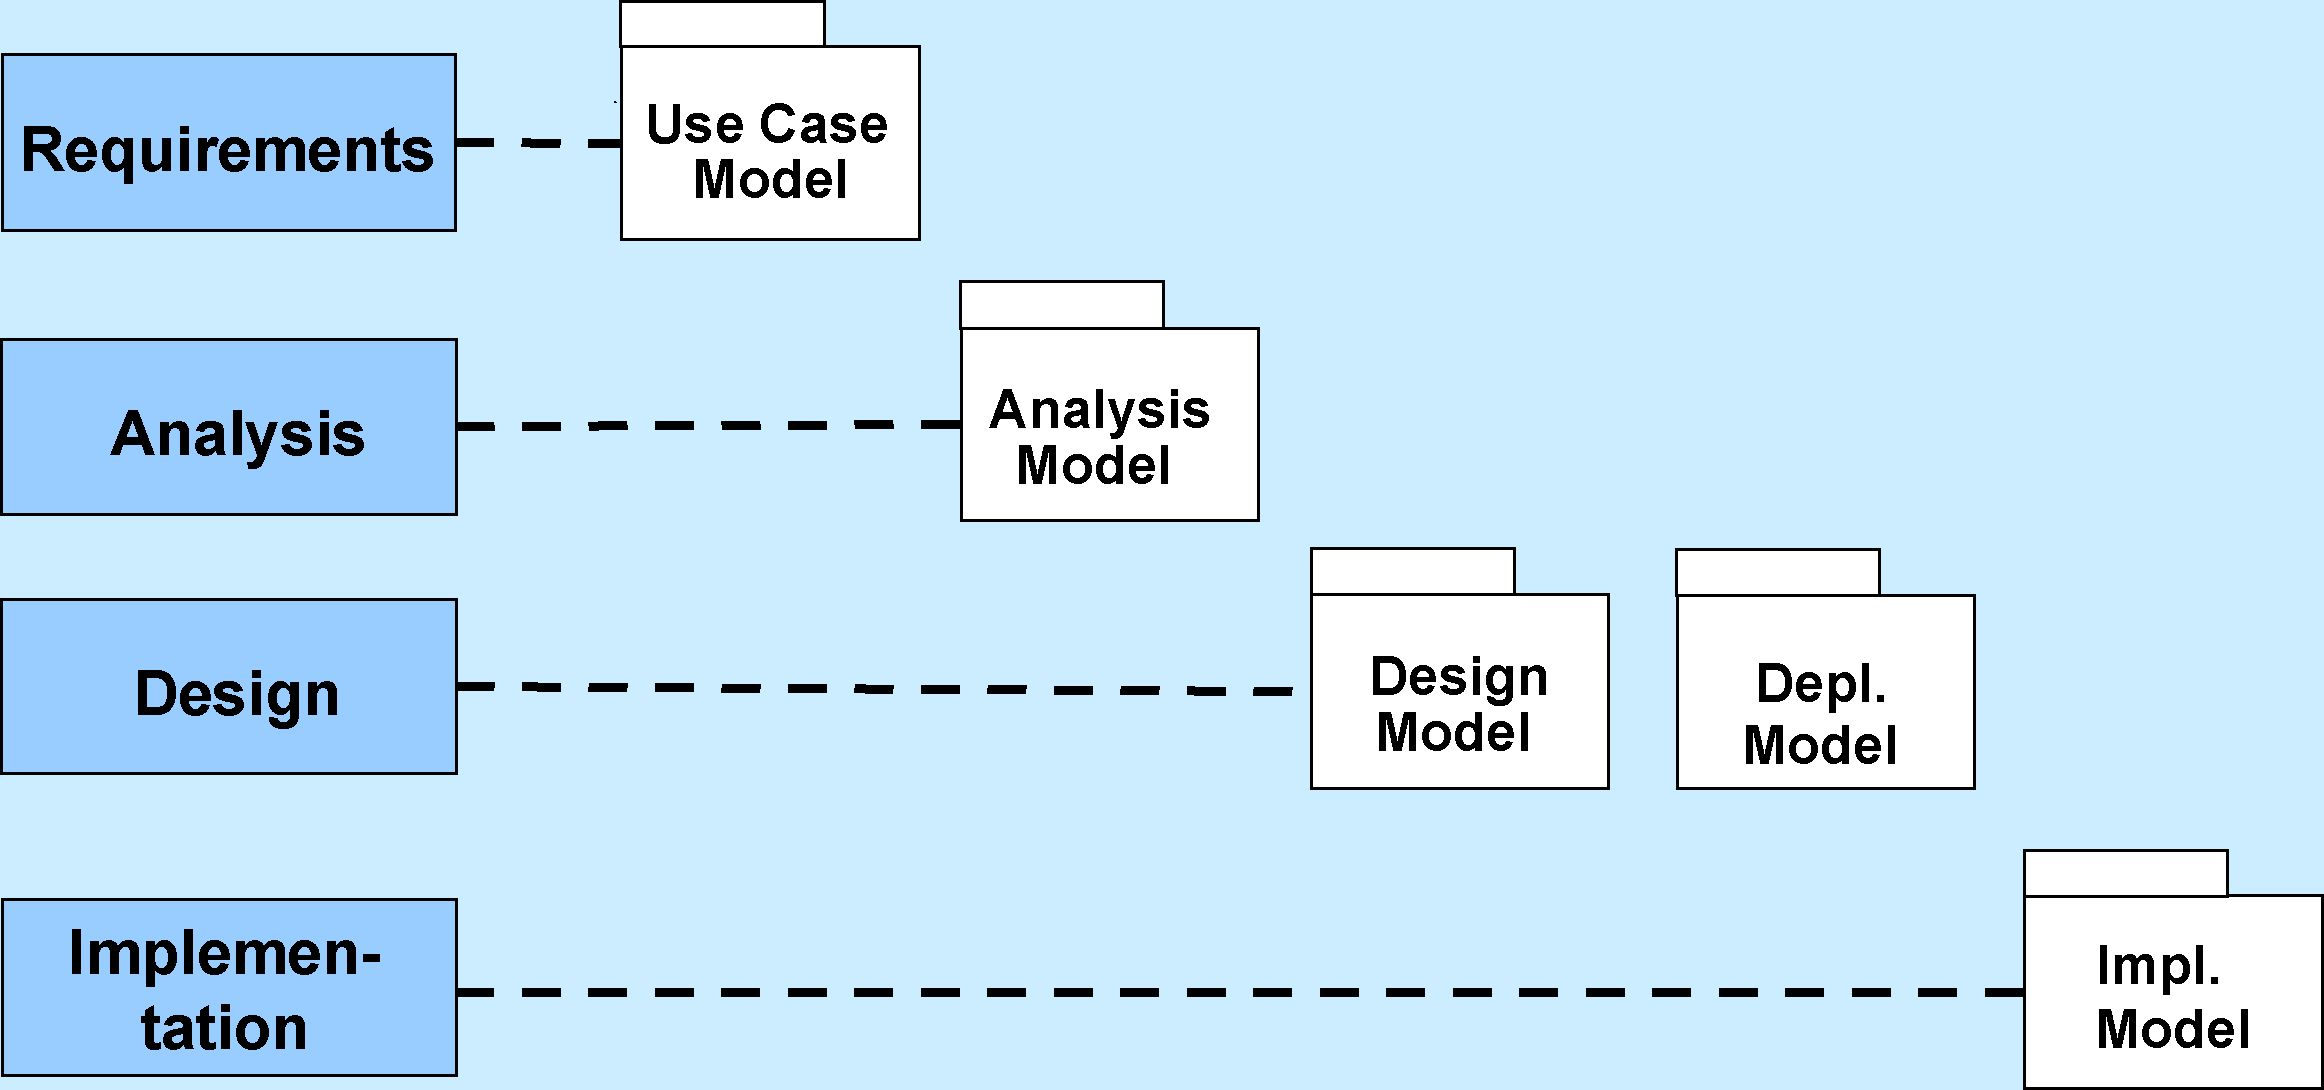 Requirements
Use Case
Model
Analysis
Analysis
Model
Design
Design
Model
Depl.
Model
Implemen-
tation
Impl.
Model